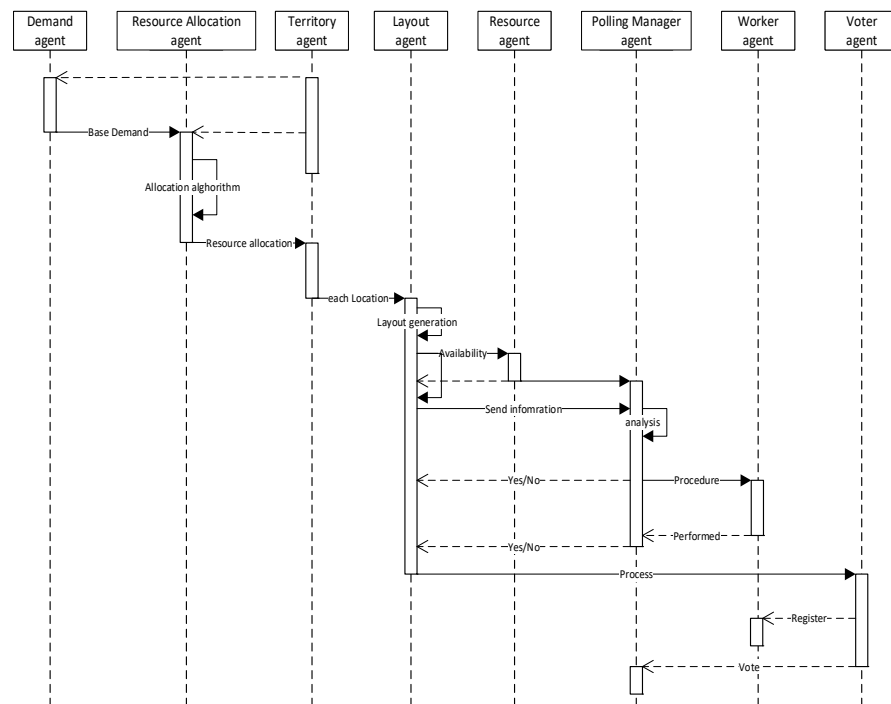 Demand
agent
Resource Allocation
agent
Territory
agent
Layout
agent
Resource
agent
Polling Manager
agent
Worker
agent
Voter
agent
Base Demand
Allocation alghorithm
Resource allocation
each Location
Layout generation
Availability
Send infomration
analysis
Yes/No
Procedure
Performed
Yes/No
Process
Register
Vote